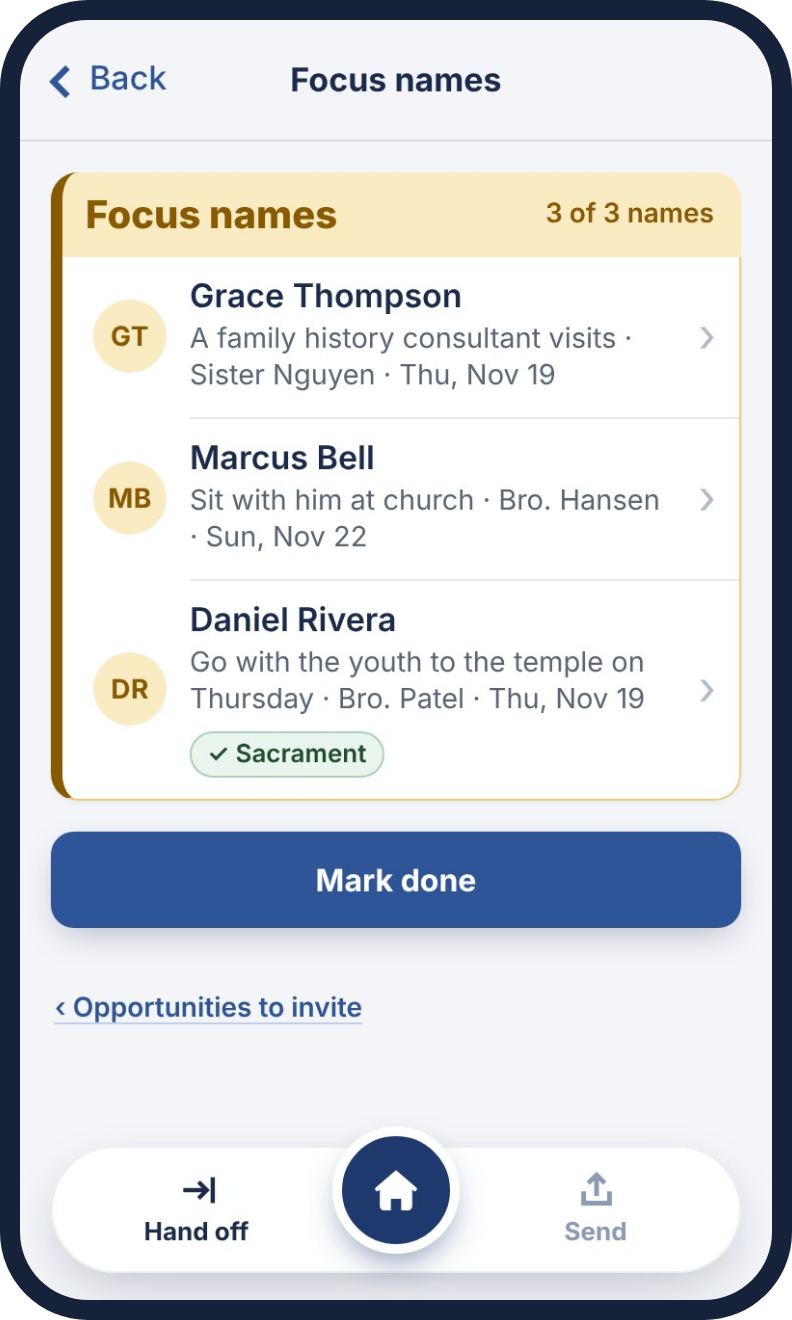 Back
Focus names
Focus names
3 of 3 names
GT
Grace Thompson
A family history consultant visits ·
Sister Nguyen · Thu, Nov 19
MB
Marcus Bell
Sit with him at church · Bro. Hansen
· Sun, Nov 22
DR
Daniel Rivera
Go with the youth to the temple on
Thursday · Bro. Patel · Thu, Nov 19
✓ Sacrament
Mark done
‹ Opportunities to invite
Hand off
Send